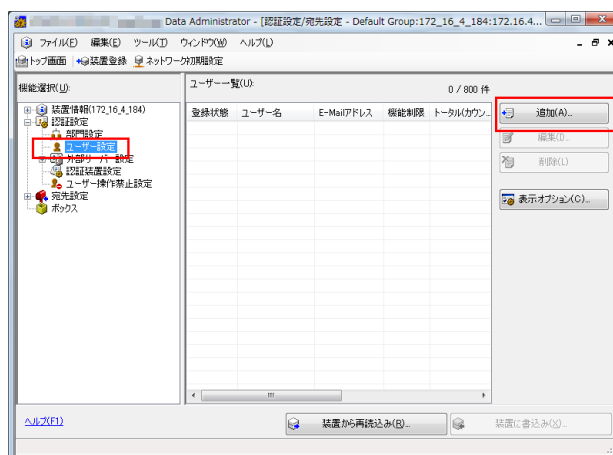 Data Administrator - [認証設定/宛先設定 - Default Group:172_16_4_184:172.16.4...
ファイル(F) 編集(E) ツール(T) ウィンドウ(W) ヘルプ(L)
トップ画面 装置登録 ネットワーク初期設定
機能選択(U):
ユーザー一覧(U):
0 / 800 件
装置情報(172_16_4_184)
認証設定
部門設定
ユーザー設定
外部サーバー設定
認証装置設定
ユーザー操作禁止設定
宛先設定
ボックス
登録状態 ユーザー名 E-Mailアドレス 機能制限 トータル(カウン...
追加(A)...
編集(D...
削除(L)
表示オプション(C)...
ヘルプ(F1)
装置から再読込み(R)...
装置に書込み(X)...